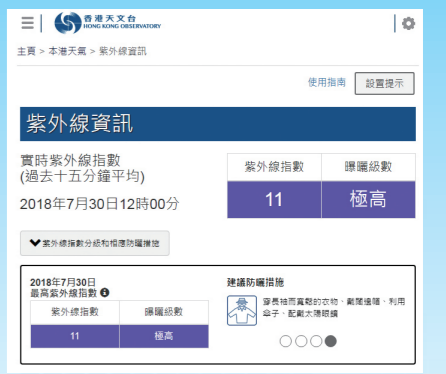 香港天文台
HONG KONG OBSERVATORY
主頁 > 本港天氣 > 紫外線資訊
使用指南 設置提示
紫外線資訊
實時紫外線指數
(過去十五分鐘平均)
2018年7月30日12時00分
紫外線指數 曝曬級數
11 極高
紫外線指數分級和相應防曬措施
2018年7月30日
最高紫外線指數
紫外線指數 曝曬級數
11 極高
建議防曬措施
穿長袖而寬鬆的衣物、戴闊邊帽、利用
傘子、配戴太陽眼鏡